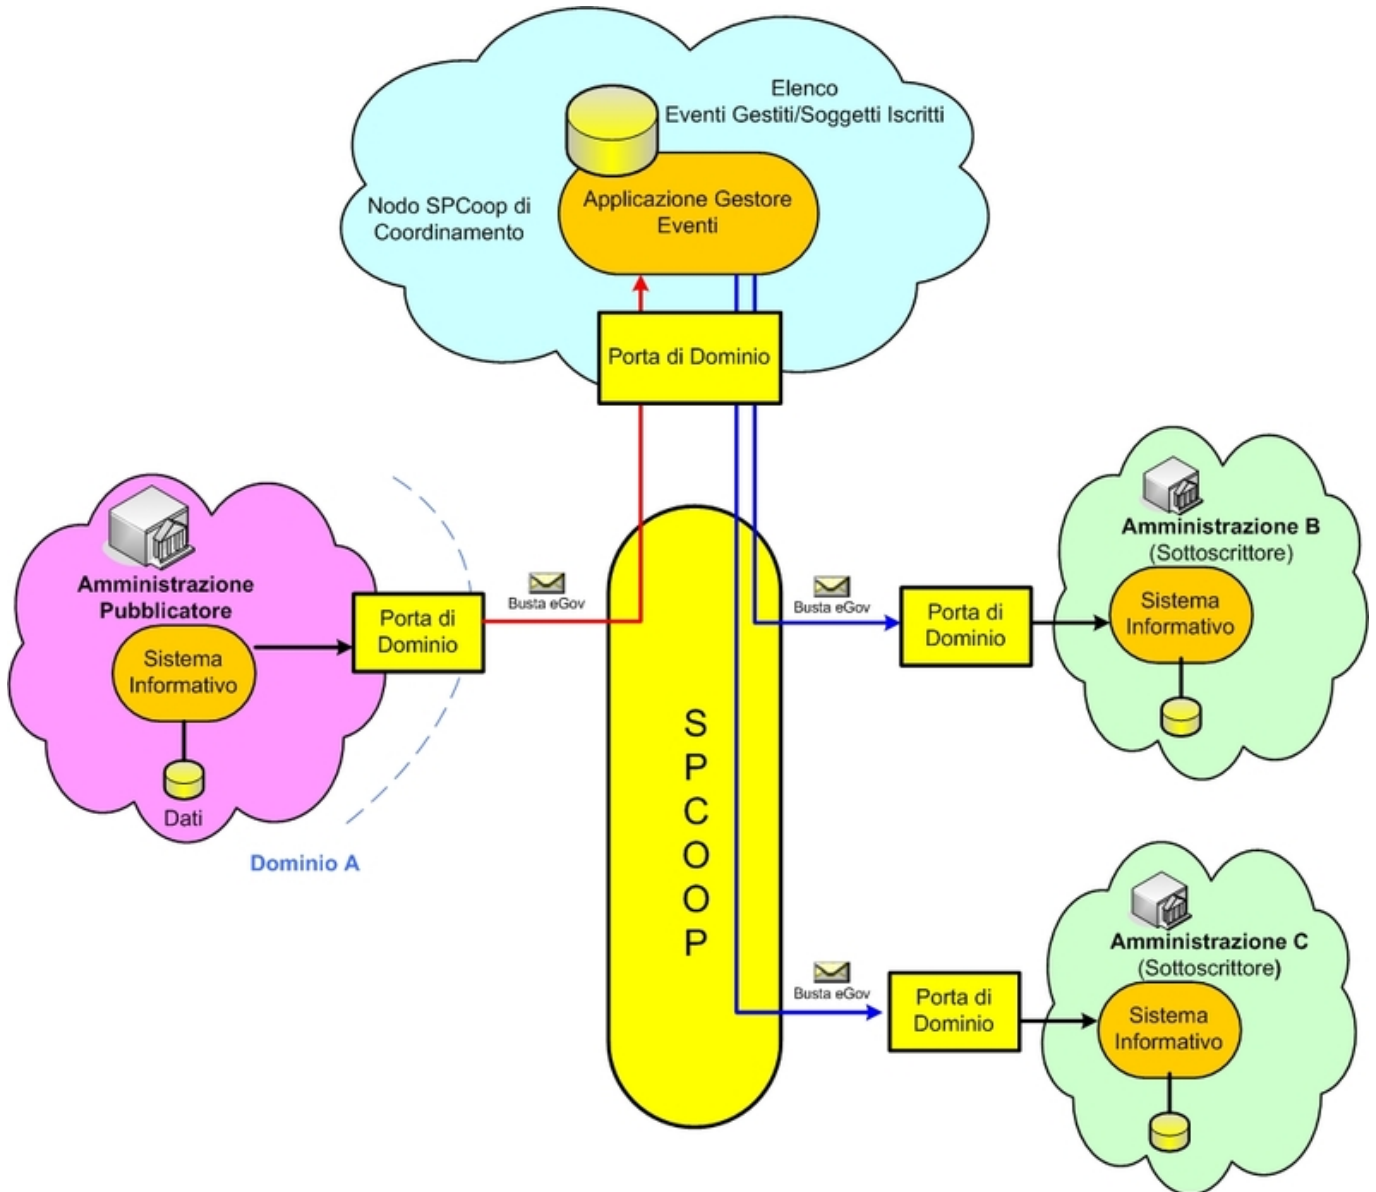 Elenco
Eventi Gestiti/Soggetti Iscritti
Applicazione Gestore
Eventi
Nodo SPCoop di
Coordinamento
Porta di Dominio
Amministrazione
Pubblicatore
Sistema
Informativo
Dati
Porta di
Dominio
Dominio A
Busta eGov
SPCOOP
Busta eGov
Porta di
Dominio
Amministrazione B
(Sottoscrittore)
Sistema
Informativo
Busta eGov
Porta di
Dominio
Amministrazione C
(Sottoscrittore)
Sistema
Informativo